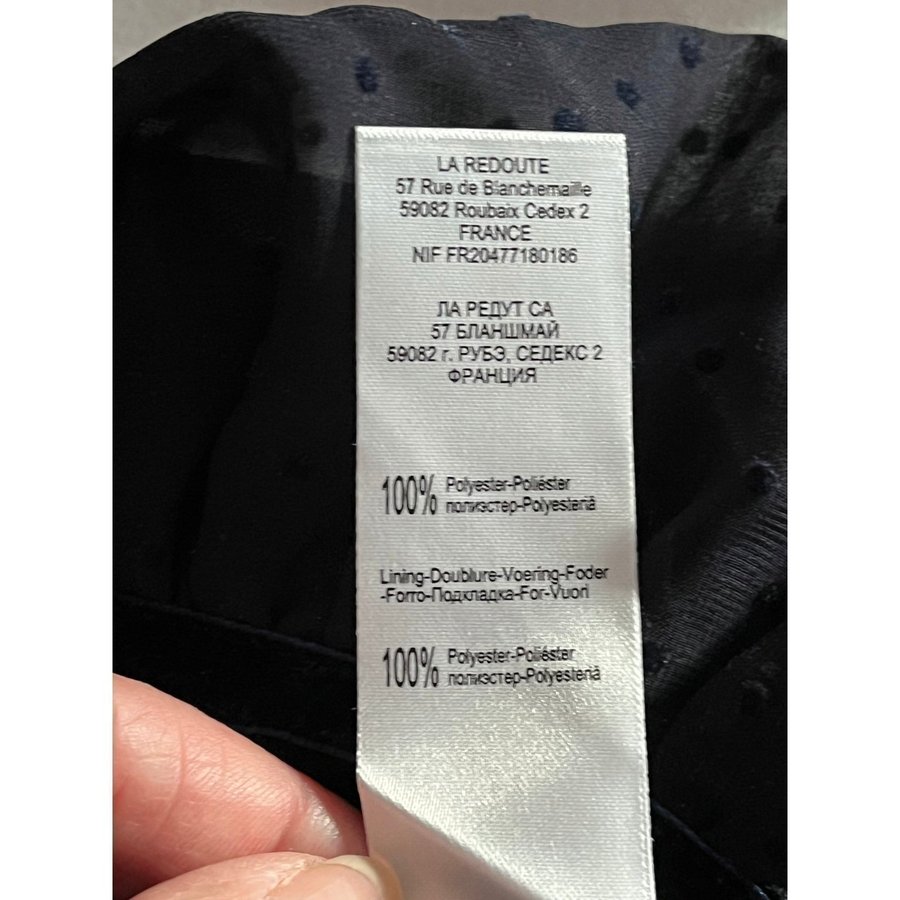 LA REDOUTE
57 Rue de Blanchemaille
59082 Roubaix Cedex 2
FRANCE
NIF FR20477180186
ЛА РЕДУТ СА
57 БЛАНШМАЙ
59082 г. РУБЭ, СЕДЕКС 2
ФРАНЦИЯ
100% Polyester-Poliéster
полиэстер-Polyesteriä
Lining-Doublure-Voering-Foder
-Forro-Подкладка-For-Vuori
100% Polyester-Poliéster
полиэстер-Polyesteriä